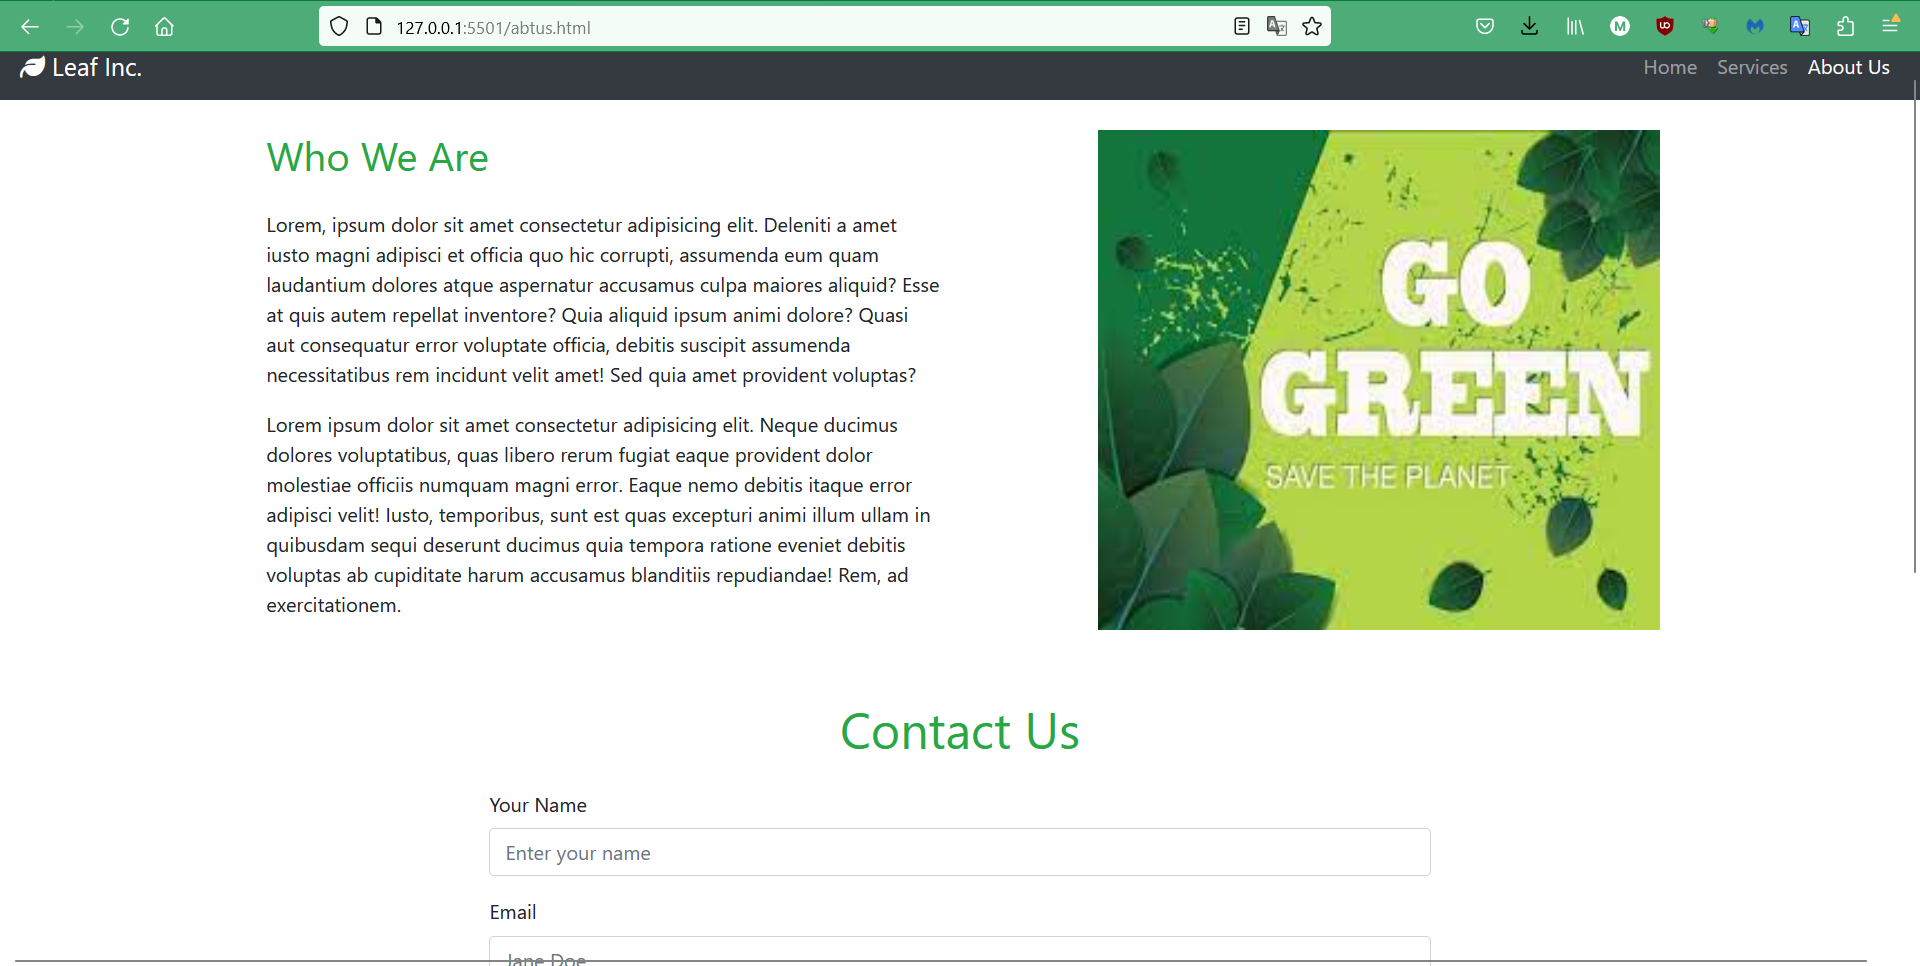 127.0.0.1:5501/abtus.html
Leaf Inc.
Home Services About Us
Who We Are
Lorem, ipsum dolor sit amet consectetur adipisicing elit. Deleniti a amet
iusto magni adipisci et officia quo hic corrupti, assumenda eum quam
laudantium dolores atque aspernatur accusamus culpa maiores aliquid? Esse
at quis autem repellat inventore? Quia aliquid ipsum animi dolore? Quasi
aut consequatur error voluptate officia, debitis suscipit assumenda
necessitatibus rem incidunt velit amet! Sed quia amet provident voluptas?
Lorem ipsum dolor sit amet consectetur adipisicing elit. Neque ducimus
dolores voluptatibus, quas libero rerum fugiat eaque provident dolor
molestiae officiis numquam magni error. Eaque nemo debitis itaque error
adipisci velit! Iusto, temporibus, sunt est quas excepturi animi illum ullam in
quibusdam sequi deserunt ducimus quia tempora ratione eveniet debitis
voluptas ab cupiditate harum accusamus blanditiis repudiandae! Rem, ad
exercitationem.
GO
GREEN
SAVE THE PLANET
Contact Us
Your Name
Enter your name
Email
Jane Doe